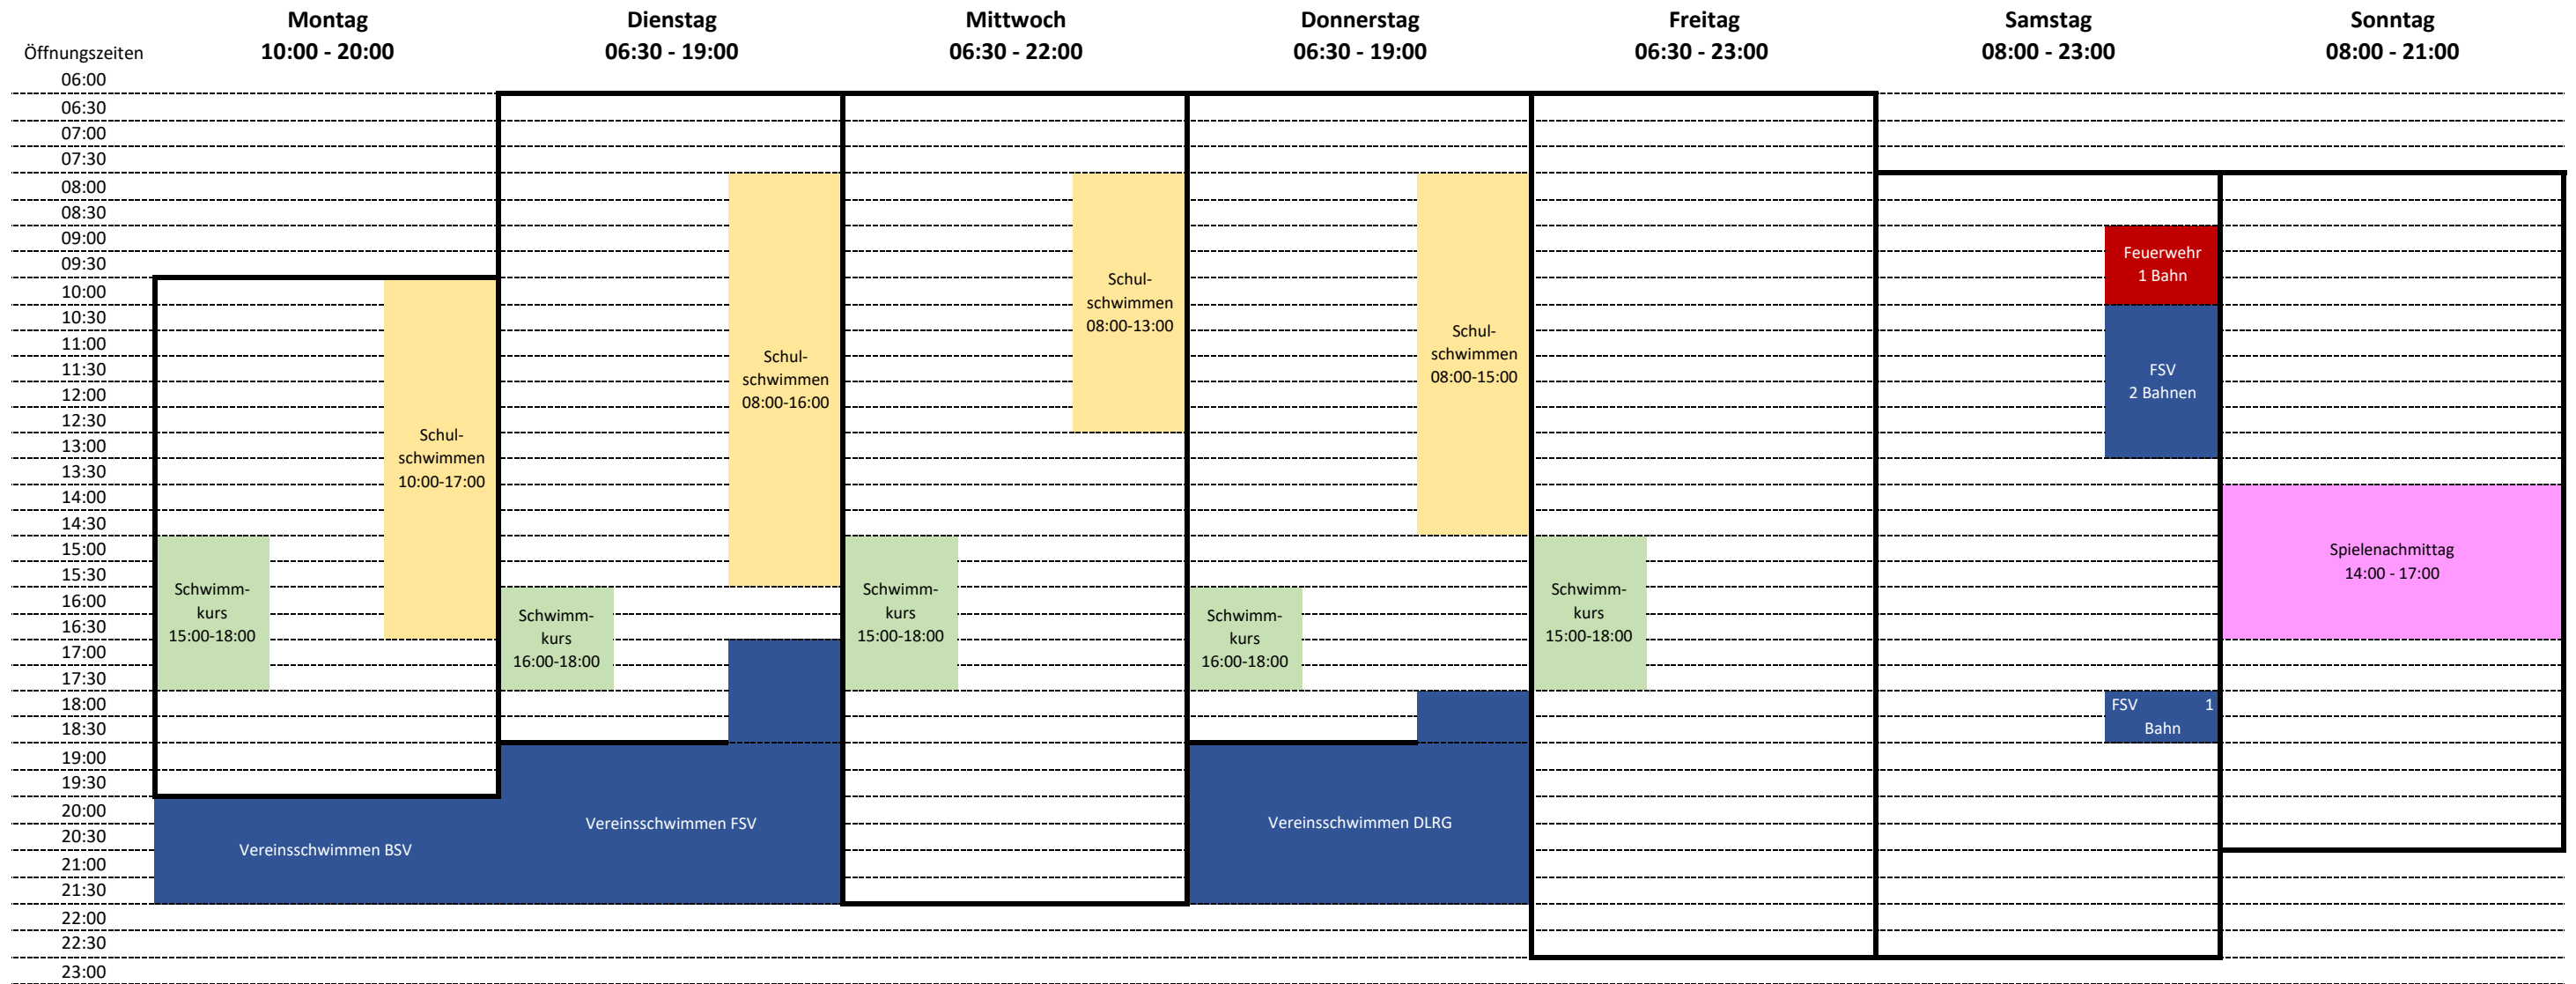 Montag Dienstag Mittwoch Donnerstag Freitag Samstag Sonntag
Öffnungszeiten 10:00 - 20:00 06:30 - 19:00 06:30 - 22:00 06:30 - 19:00 06:30 - 23:00 08:00 - 23:00 08:00 - 21:00
06:00
06:30
07:00
07:30
08:00
08:30
09:00
09:30
10:00
10:30
11:00
11:30
12:00
12:30
13:00
13:30
14:00
14:30
15:00
15:30
16:00
16:30
17:00
17:30
18:00
18:30
19:00
19:30
20:00
20:30
21:00
21:30
22:00
22:30
23:00
Schul-
schwimmen
10:00-17:00
Schwimm-
kurs
15:00-18:00
Vereinsschwimmen BSV
Schul-
schwimmen
08:00-16:00
Schwimm-
kurs
16:00-18:00
Vereinsschwimmen FSV
Schul-
schwimmen
08:00-13:00
Schwimm-
kurs
15:00-18:00
Schul-
schwimmen
08:00-15:00
Schwimm-
kurs
16:00-18:00
Vereinsschwimmen DLRG
Schwimm-
kurs
15:00-18:00
Feuerwehr
1 Bahn
FSV
2 Bahnen
FSV 1
Bahn
Spielenachmittag
14:00 - 17:00